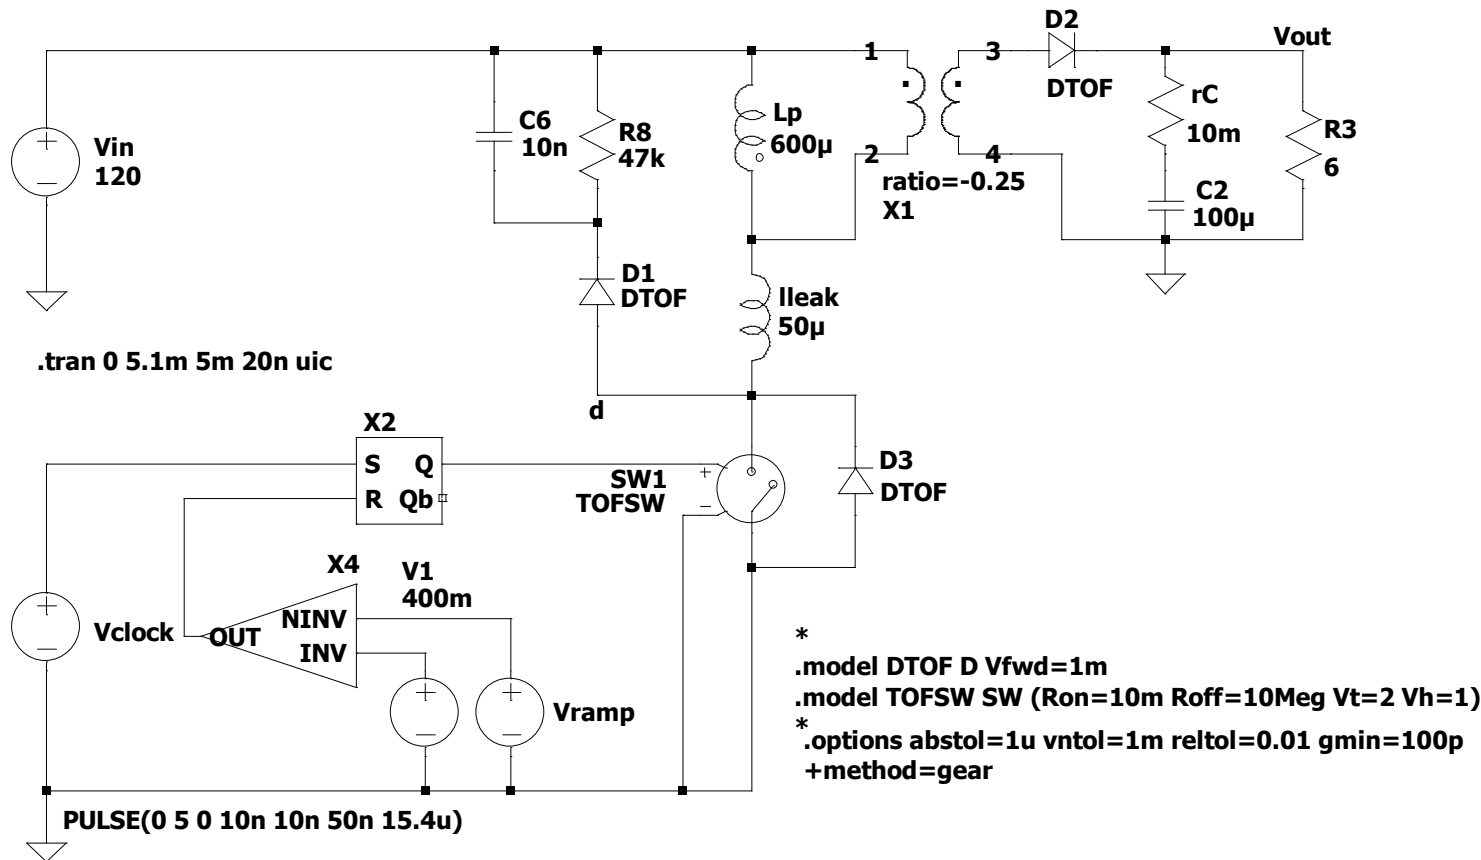 D2
DTOF
Vout
1
2
3
4
rC
10m
R3
6
C2
100µ
Vin
120
C6
10n
R8
47k
Lp
600µ
ratio=-0.25
X1
D1
DTOF
lleak
50µ
.tran 0 5.1m 5m 20n uic
d
X2
S Q
R Qb
SW1
TOFSW
D3
DTOF
X4
V1
400m
NINV
OUT
INV
Vclock
Vramp
*
.model DTOF D Vfwd=1m
.model TOFSW SW (Ron=10m Roff=10Meg Vt=2 Vh=1)
*
.options abstol=1u vntol=1m reltol=0.01 gmin=100p
+method=gear
PULSE(0 5 0 10n 10n 50n 15.4u)